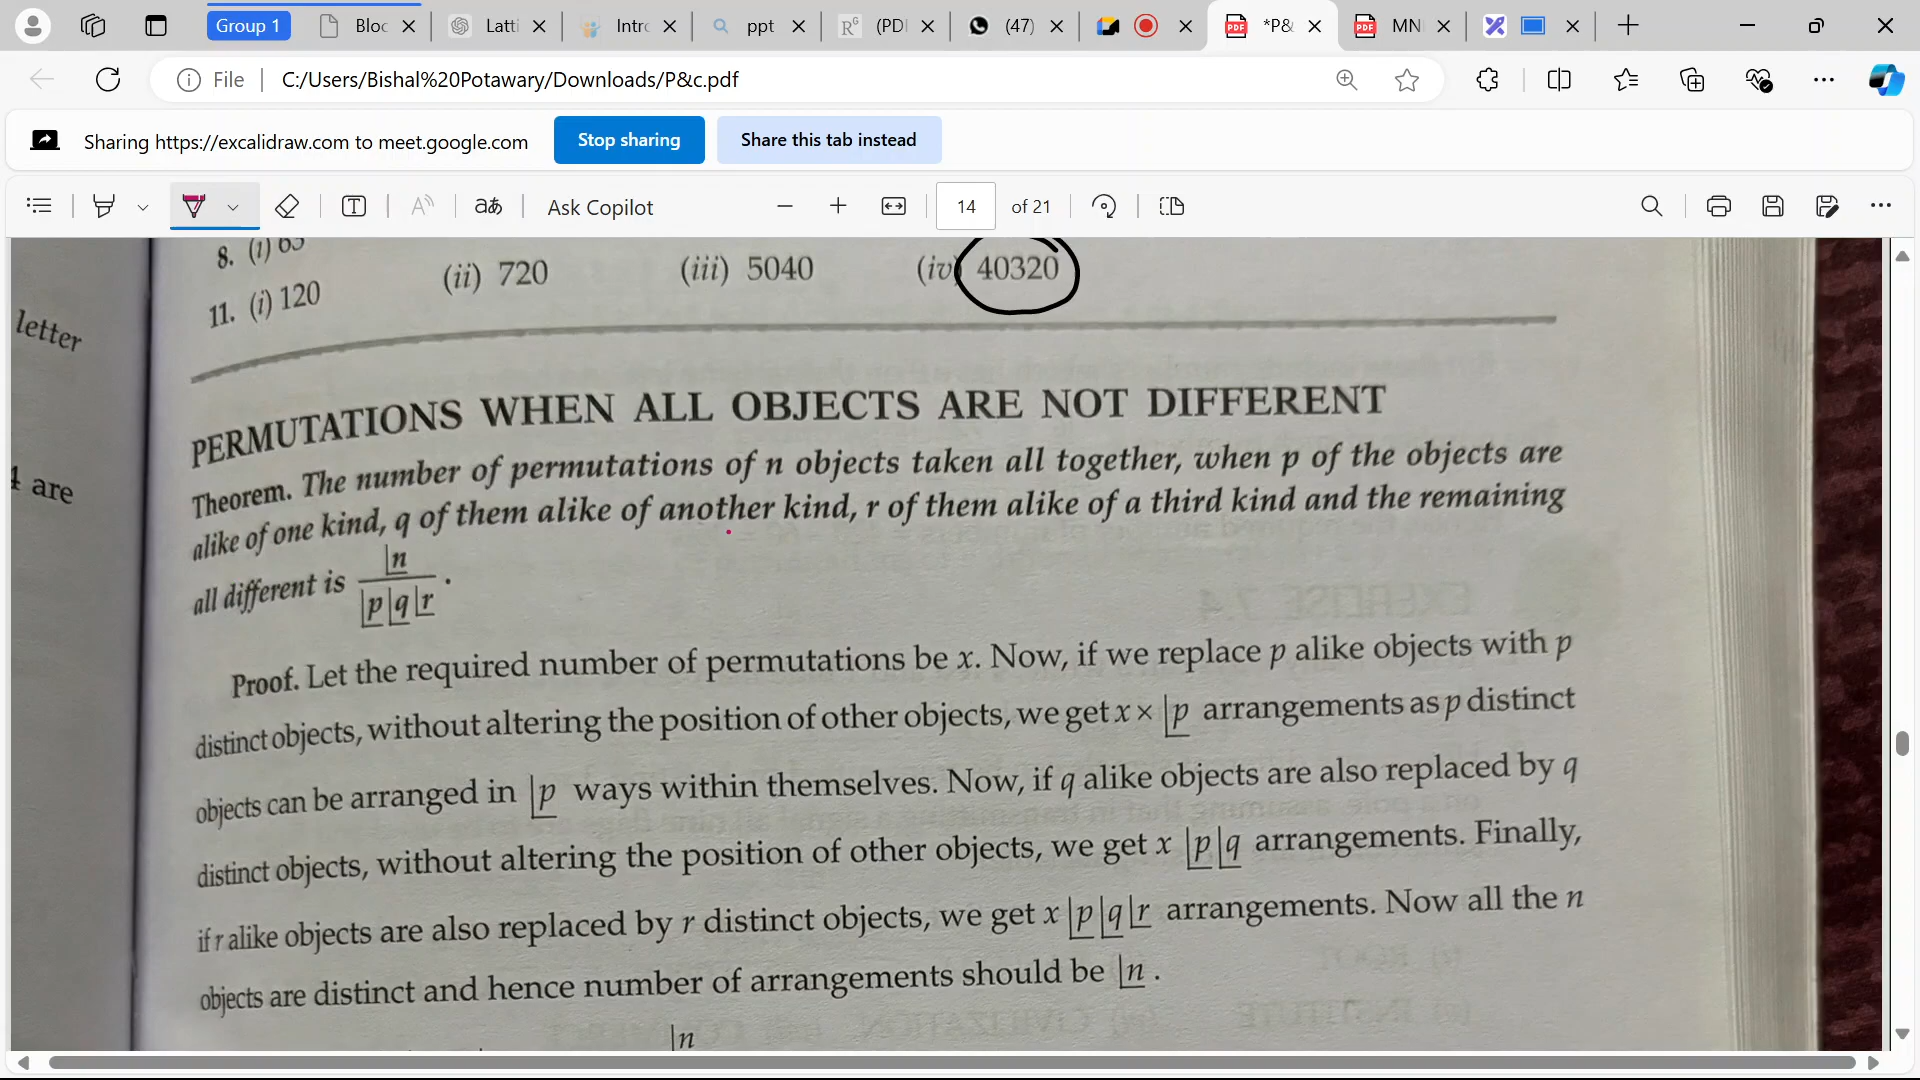 Group 1
Bloc
Latti
Intro
ppt
(PDI
(47)
*P&
MNI
File
C:/Users/Bishal%20Potawary/Downloads/P&c.pdf
Sharing https://excalidraw.com to meet.google.com
Stop sharing
Share this tab instead
Ask Copilot
14 of 21
8. (i) 63
11. (i) 120 (ii) 720 (iii) 5040 (iv) 40320
letter
are
PERMUTATIONS WHEN ALL OBJECTS ARE NOT DIFFERENT
Theorem. The number of permutations of n objects taken all together, when p of the objects are
alike of one kind, q of them alike of another kind, r of them alike of a third kind and the remaining
all different is |n / |p|q|r .
Proof. Let the required number of permutations be x. Now, if we replace p alike objects with p
distinct objects, without altering the position of other objects, we get x × |p arrangements as p distinct
objects can be arranged in |p ways within themselves. Now, if q alike objects are also replaced by q
distinct objects, without altering the position of other objects, we get x |p|q arrangements. Finally,
if r alike objects are also replaced by r distinct objects, we get x |p|q|r arrangements. Now all the n
objects are distinct and hence number of arrangements should be |n .
|n